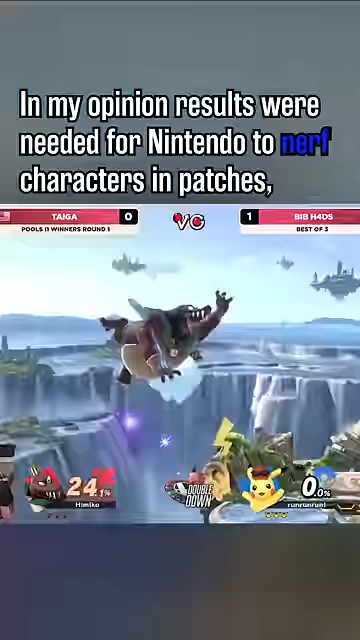 In my opinion results were
needed for Nintendo to nerf
characters in patches,
TAIGA 0 VG 1 BIB H4DS
POOLS I1 WINNERS ROUND 1 BEST OF 3
24.1% DOUBLE DOWN 0.0%
Himiko runrunrun!